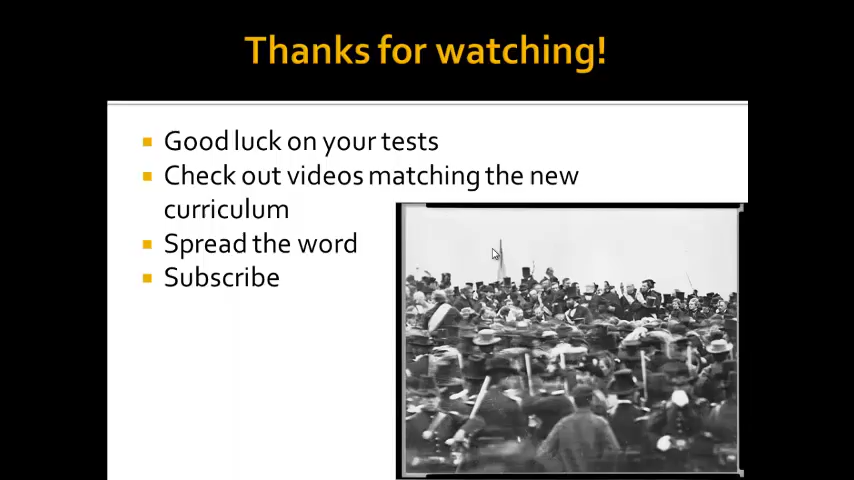 Thanks for watching!
Good luck on your tests
Check out videos matching the new
curriculum
Spread the word
Subscribe